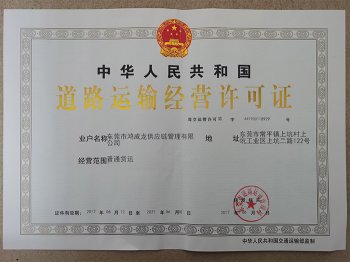 中华人民共和国
道路运输经营许可证
业户名称 东莞市鸿威龙供应链管理有限公司
地 址 东莞市常平镇上坑村上坑工业区上坑二路122号
经营范围 普通货运
中华人民共和国交通运输部监制